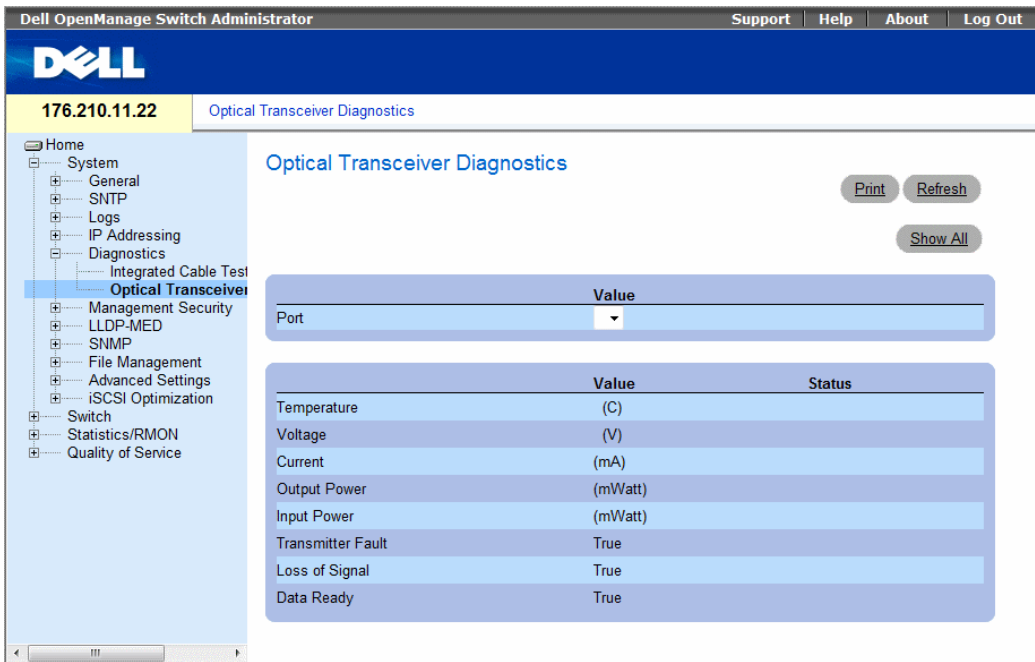 Dell OpenManage Switch Administrator
Support | Help | About | Log Out
DELL
176.210.11.22
Optical Transceiver Diagnostics
Home
System
General
SNTP
Logs
IP Addressing
Diagnostics
Integrated Cable Test
Optical Transceiver
Management Security
LLDP-MED
SNMP
File Management
Advanced Settings
iSCSI Optimization
Switch
Statistics/RMON
Quality of Service
Optical Transceiver Diagnostics
Print Refresh
Show All
Value
Port
Value Status
Temperature (C)
Voltage (V)
Current (mA)
Output Power (mWatt)
Input Power (mWatt)
Transmitter Fault True
Loss of Signal True
Data Ready True